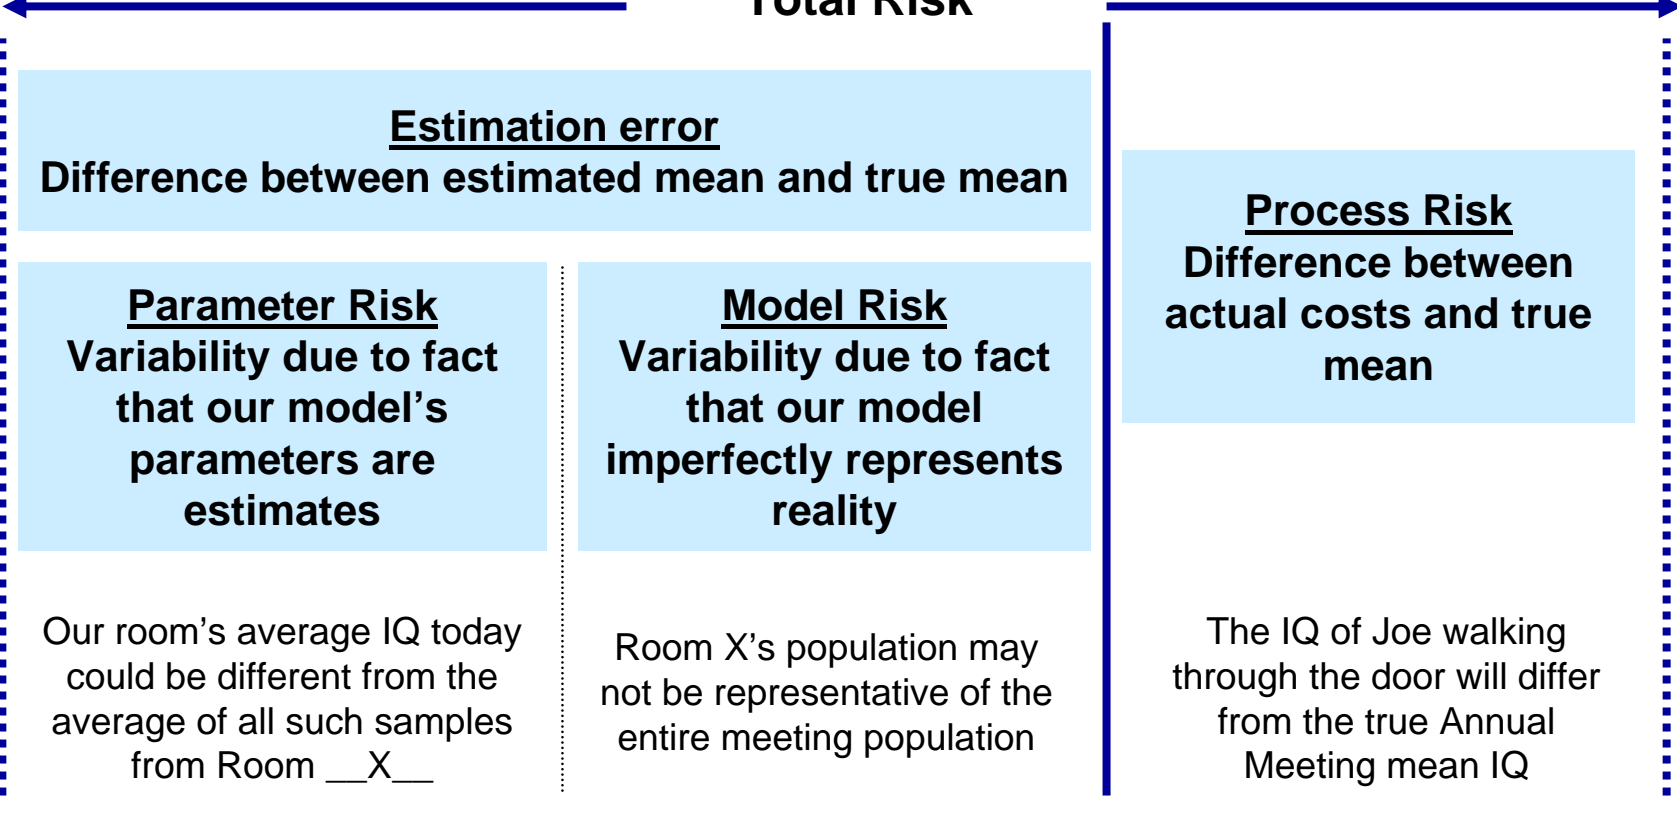 Total Risk
Estimation error
Difference between estimated mean and true mean
Parameter Risk
Variability due to fact
that our model's
parameters are
estimates
Model Risk
Variability due to fact
that our model
imperfectly represents
reality
Process Risk
Difference between
actual costs and true
mean
Our room's average IQ today
could be different from the
average of all such samples
from Room __X__
Room X's population may
not be representative of the
entire meeting population
The IQ of Joe walking
through the door will differ
from the true Annual
Meeting mean IQ